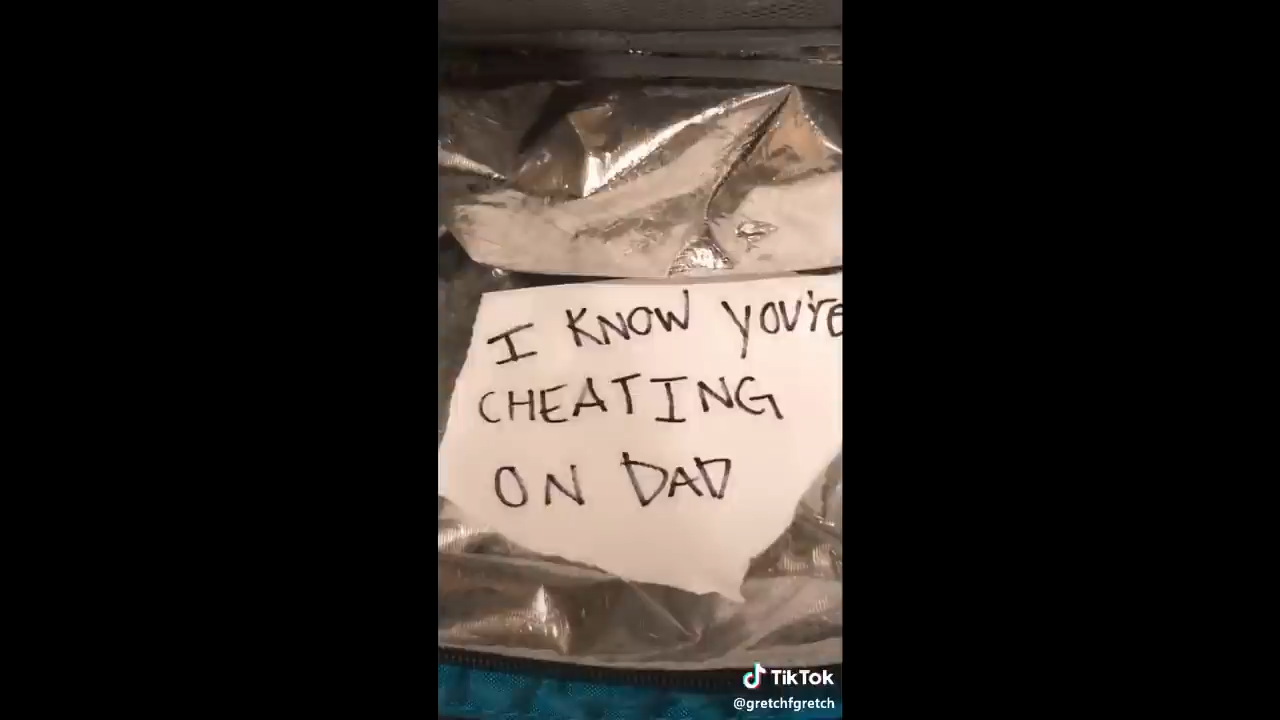 I KNOW YOU'RE
CHEATING
ON DAD
TikTok
@gretchfgretch